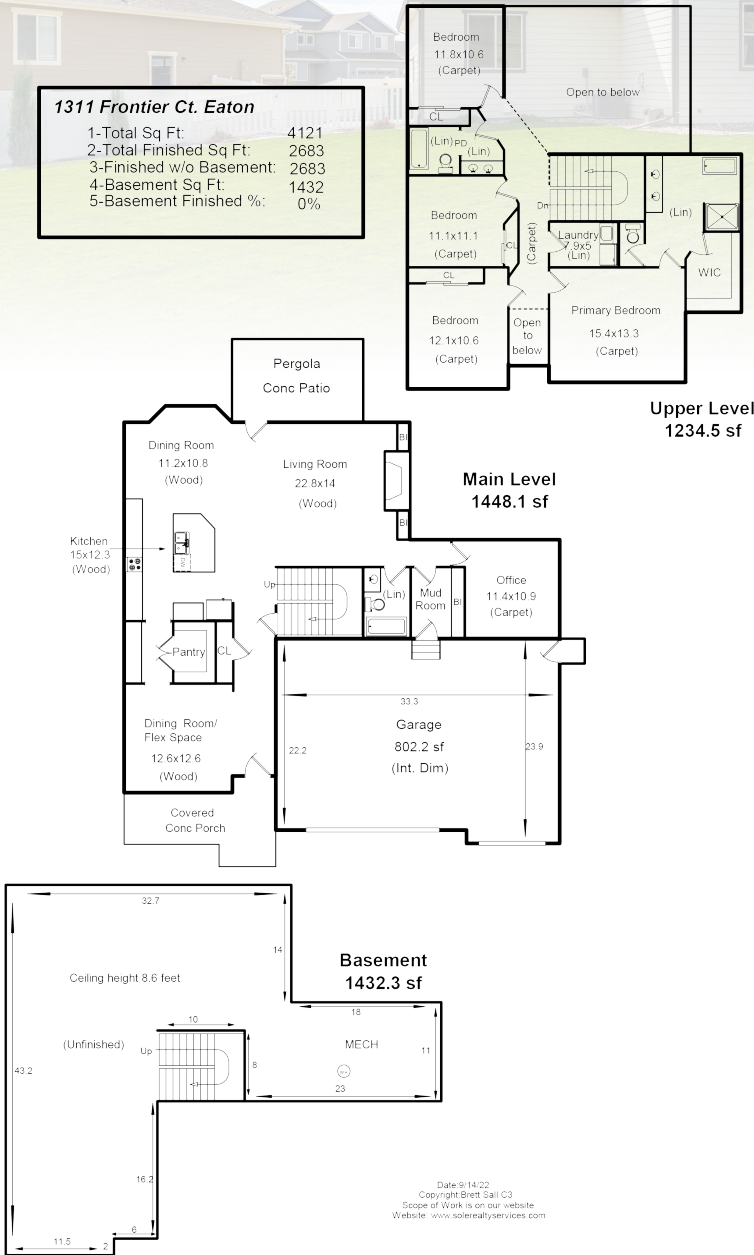 1311 Frontier Ct. Eaton
1-Total Sq Ft: 4121
2-Total Finished Sq Ft: 2683
3-Finished w/o Basement: 2683
4-Basement Sq Ft: 1432
5-Basement Finished %: 0%
Bedroom
11.8x10.6
(Carpet)
Open to below
CL
(Lin)
PD
(Lin)
Bedroom
11.1x11.1
(Carpet)
CL
(Carpet)
Dn
Laundry
7.9x5
(Lin)
(Lin)
WIC
CL
Bedroom
12.1x10.6
(Carpet)
Open
to
below
Primary Bedroom
15.4x13.3
(Carpet)
Upper Level
1234.5 sf
Pergola
Conc Patio
Dining Room
11.2x10.8
(Wood)
Living Room
22.8x14
(Wood)
BI
BI
Main Level
1448.1 sf
Kitchen
15x12.3
(Wood)
Up
(Lin)
Mud
Room
BI
Office
11.4x10.9
(Carpet)
Pantry
CL
Dining Room/
Flex Space
12.6x12.6
(Wood)
33.3
22.2
23.9
Garage
802.2 sf
(Int. Dim)
Covered
Conc Porch
32.7
14
Basement
1432.3 sf
Ceiling height 8.6 feet
(Unfinished)
43.2
10
Up
8
18
MECH
11
23
16.2
6
11.5
2
Date:9/14/22
Copyright:Brett Sall C3
Scope of Work is on our website
Website: www.solerealtyservices.com